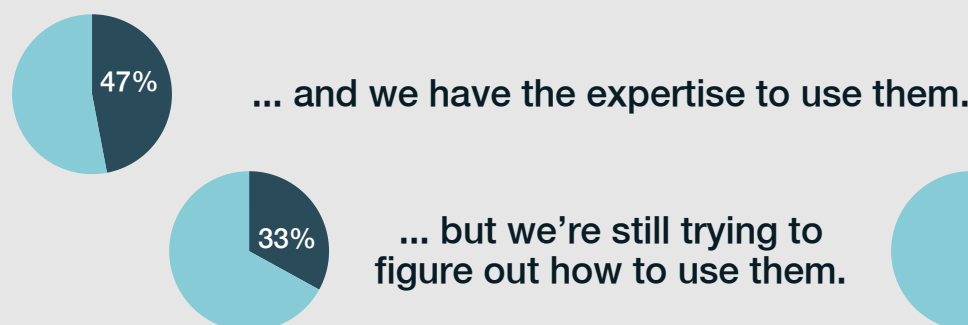 47%
... and we have the expertise to use them.
33%
... but we’re still trying to
figure out how to use them.